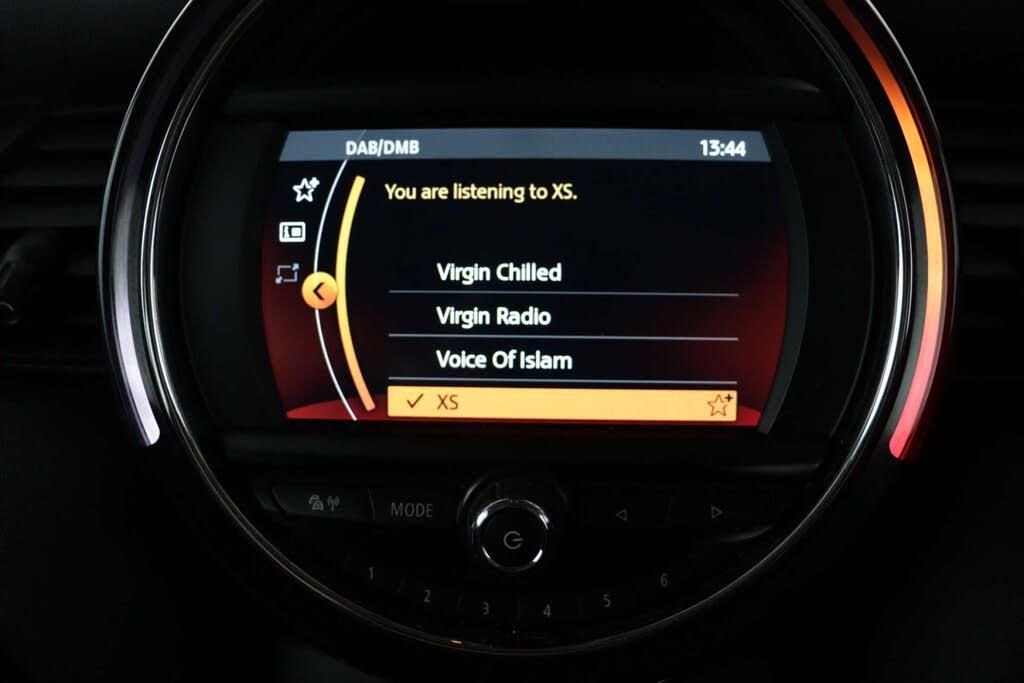 DAB/DMB 13:44
You are listening to XS.
Virgin Chilled
Virgin Radio
Voice Of Islam
XS
MODE
1 2 3 4 5 6